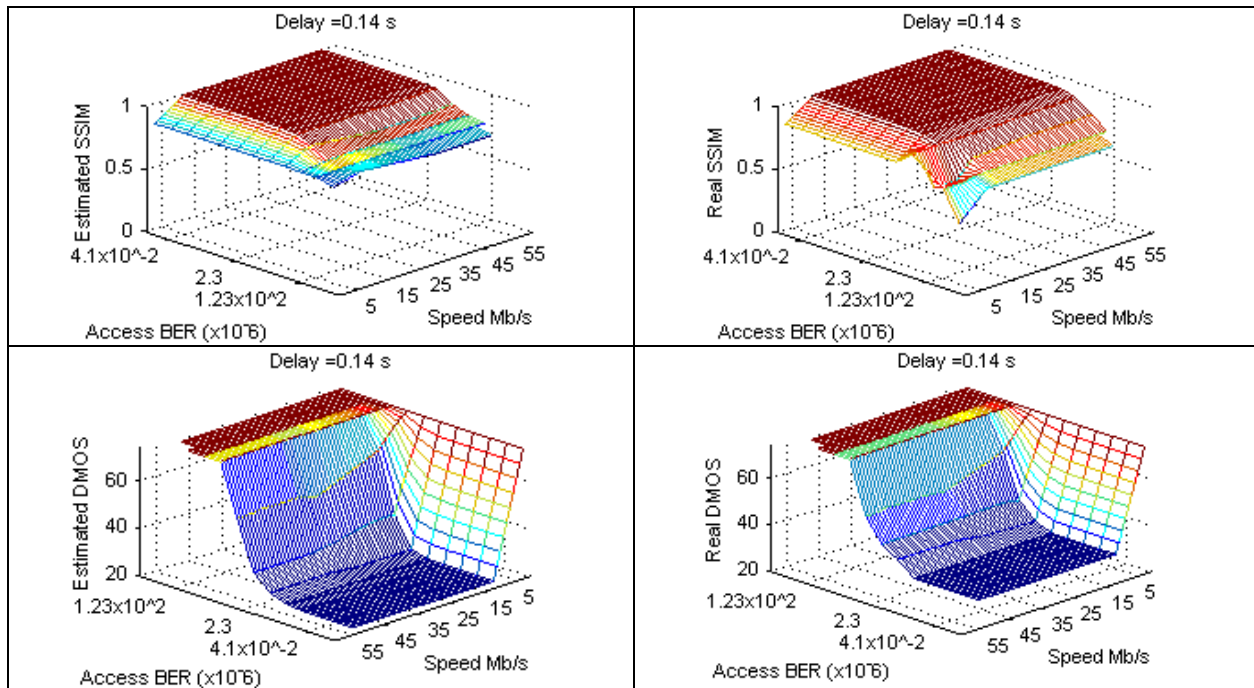 Delay =0.14 s
Estimated SSIM
1
0.5
0
4.1x10^-2
2.3
1.23x10^2
Access BER (x10^-6)
5
15
25
35
45
55
Speed Mb/s
Delay =0.14 s
Real SSIM
1
0.5
0
4.1x10^-2
2.3
1.23x10^2
Access BER (x10^-6)
5
15
25
35
45
55
Speed Mb/s
Delay =0.14 s
Estimated DMOS
60
40
20
1.23x10^2
2.3
4.1x10^-2
Access BER (x10^-6)
55
45
35
25
15
5
Speed Mb/s
Delay =0.14 s
Real DMOS
60
40
20
1.23x10^2
2.3
4.1x10^-2
Access BER (x10^-6)
55
45
35
25
15
5
Speed Mb/s